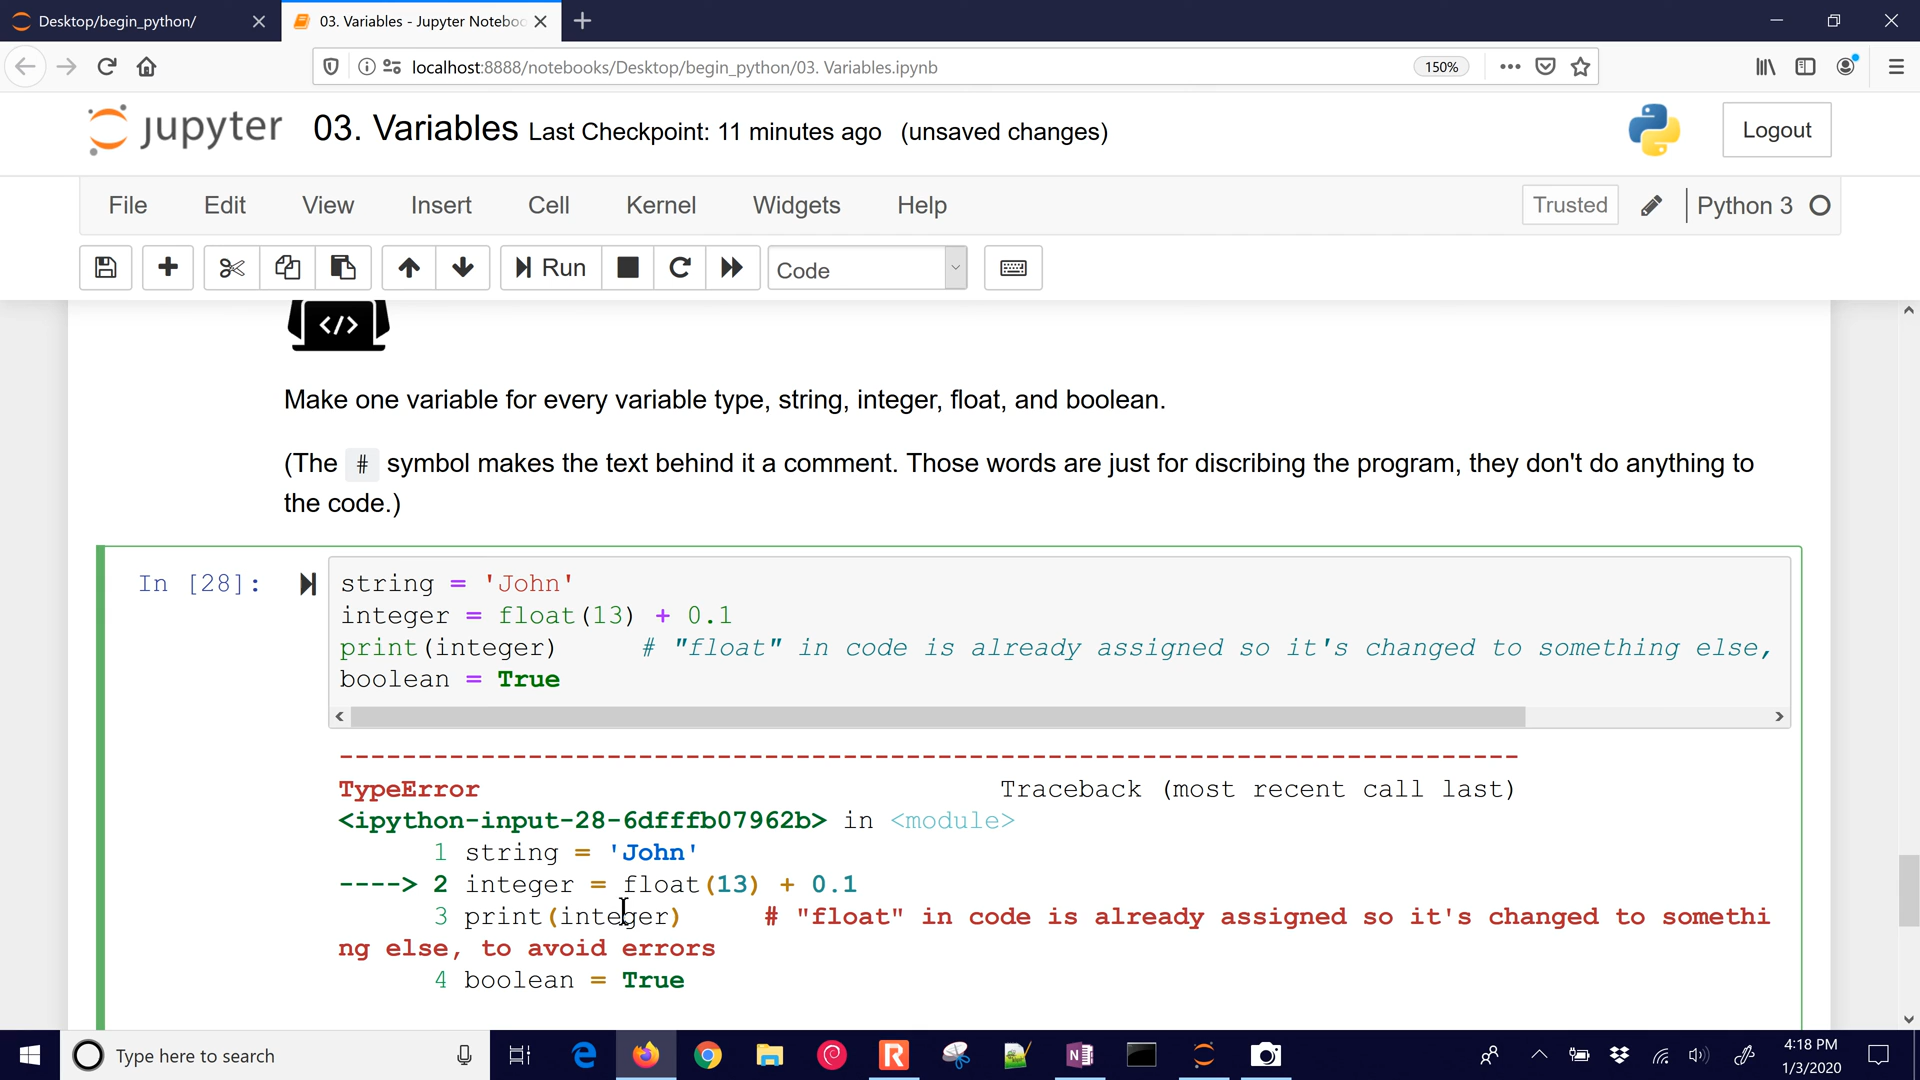 Desktop/begin_python/
03. Variables - Jupyter Noteboo
localhost:8888/notebooks/Desktop/begin_python/03. Variables.ipynb
150%
jupyter 03. Variables Last Checkpoint: 11 minutes ago (unsaved changes)
Logout
File Edit View Insert Cell Kernel Widgets Help
Trusted
Python 3
Run
Code
</>
Make one variable for every variable type, string, integer, float, and boolean.
(The # symbol makes the text behind it a comment. Those words are just for discribing the program, they don't do anything to
the code.)
In [28]:
string = 'John'
integer = float(13) + 0.1
print(integer) # "float" in code is already assigned so it's changed to something else,
boolean = True
---------------------------------------------------------------------------
TypeError Traceback (most recent call last)
<ipython-input-28-6dfffb07962b> in <module>
1 string = 'John'
----> 2 integer = float(13) + 0.1
3 print(integer) # "float" in code is already assigned so it's changed to somethi
ng else, to avoid errors
4 boolean = True
Type here to search
4:18 PM
1/3/2020